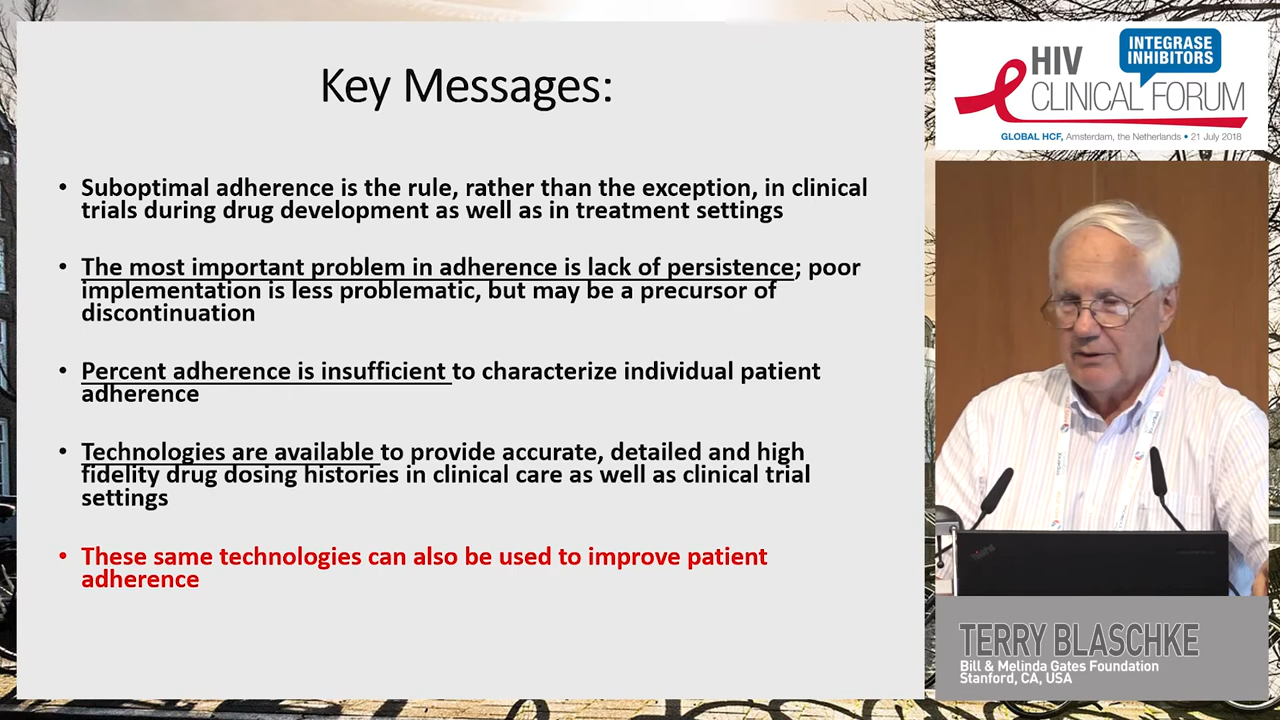 Key Messages:
• Suboptimal adherence is the rule, rather than the exception, in clinical
trials during drug development as well as in treatment settings
• The most important problem in adherence is lack of persistence; poor
implementation is less problematic, but may be a precursor of
discontinuation
• Percent adherence is insufficient to characterize individual patient
adherence
• Technologies are available to provide accurate, detailed and high
fidelity drug dosing histories in clinical care as well as clinical trial
settings
• These same technologies can also be used to improve patient
adherence
INTEGRASE
INHIBITORS
HIV
CLINICAL FORUM
GLOBAL HCF, Amsterdam, the Netherlands • 21 July 2018
ThinkPad
TERRY BLASCHKE
Bill & Melinda Gates Foundation
Stanford, CA, USA